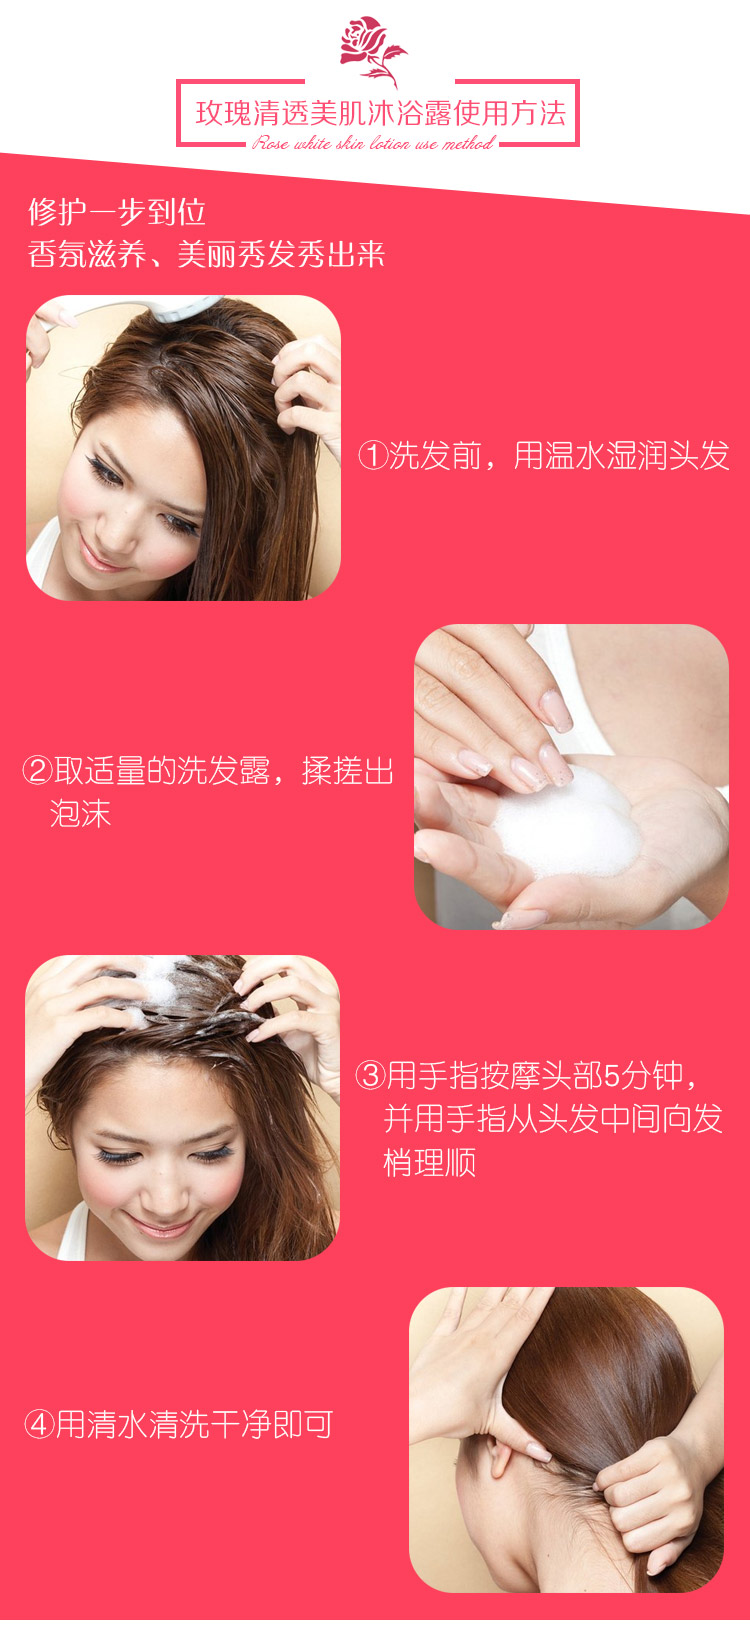 玫瑰清透美肌沐浴露使用方法
Rose white skin lotion use method
修护一步到位
香氛滋养、美丽秀发秀出来
①洗发前，用温水湿润头发
②取适量的洗发露，揉搓出
泡沫
③用手指按摩头部5分钟，
并用手指从头发中间向发
梢理顺
④用清水清洗干净即可